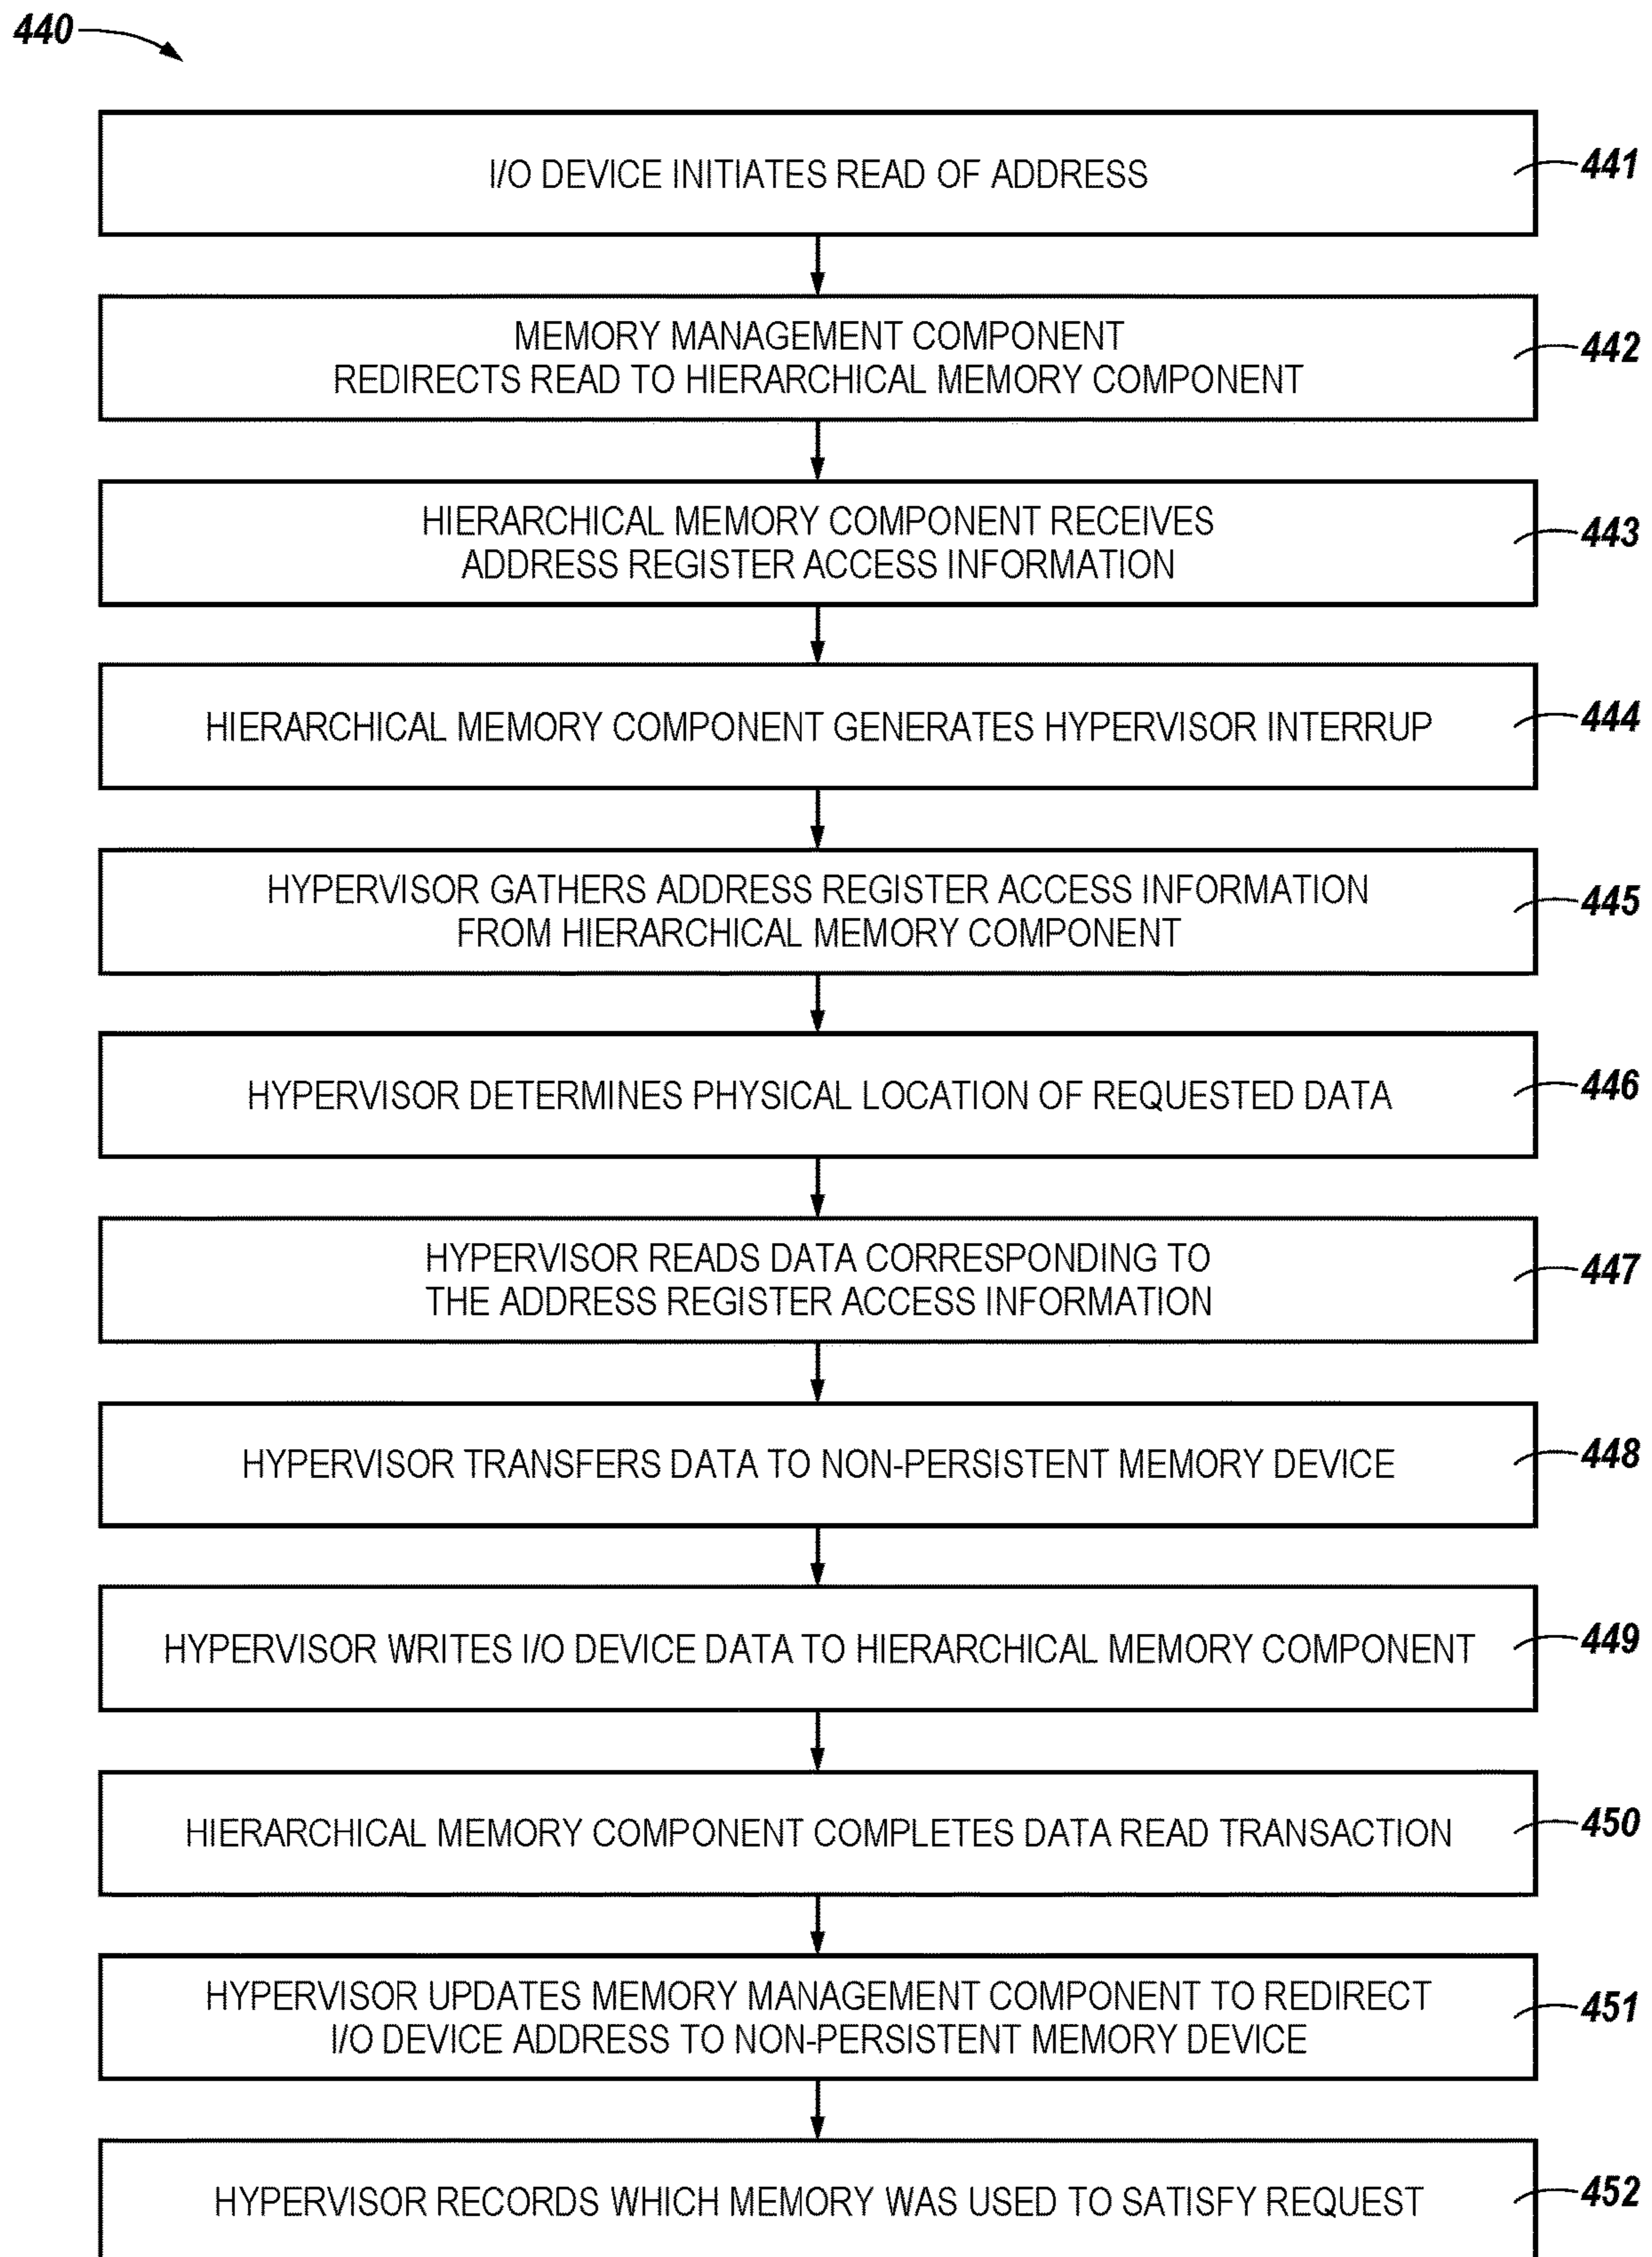 440
I/O DEVICE INITIATES READ OF ADDRESS
441
MEMORY MANAGEMENT COMPONENT
REDIRECTS READ TO HIERARCHICAL MEMORY COMPONENT
442
HIERARCHICAL MEMORY COMPONENT RECEIVES
ADDRESS REGISTER ACCESS INFORMATION
443
HIERARCHICAL MEMORY COMPONENT GENERATES HYPERVISOR INTERRUP
444
HYPERVISOR GATHERS ADDRESS REGISTER ACCESS INFORMATION
FROM HIERARCHICAL MEMORY COMPONENT
445
HYPERVISOR DETERMINES PHYSICAL LOCATION OF REQUESTED DATA
446
HYPERVISOR READS DATA CORRESPONDING TO
THE ADDRESS REGISTER ACCESS INFORMATION
447
HYPERVISOR TRANSFERS DATA TO NON-PERSISTENT MEMORY DEVICE
448
HYPERVISOR WRITES I/O DEVICE DATA TO HIERARCHICAL MEMORY COMPONENT
449
HIERARCHICAL MEMORY COMPONENT COMPLETES DATA READ TRANSACTION
450
HYPERVISOR UPDATES MEMORY MANAGEMENT COMPONENT TO REDIRECT
I/O DEVICE ADDRESS TO NON-PERSISTENT MEMORY DEVICE
451
HYPERVISOR RECORDS WHICH MEMORY WAS USED TO SATISFY REQUEST
452